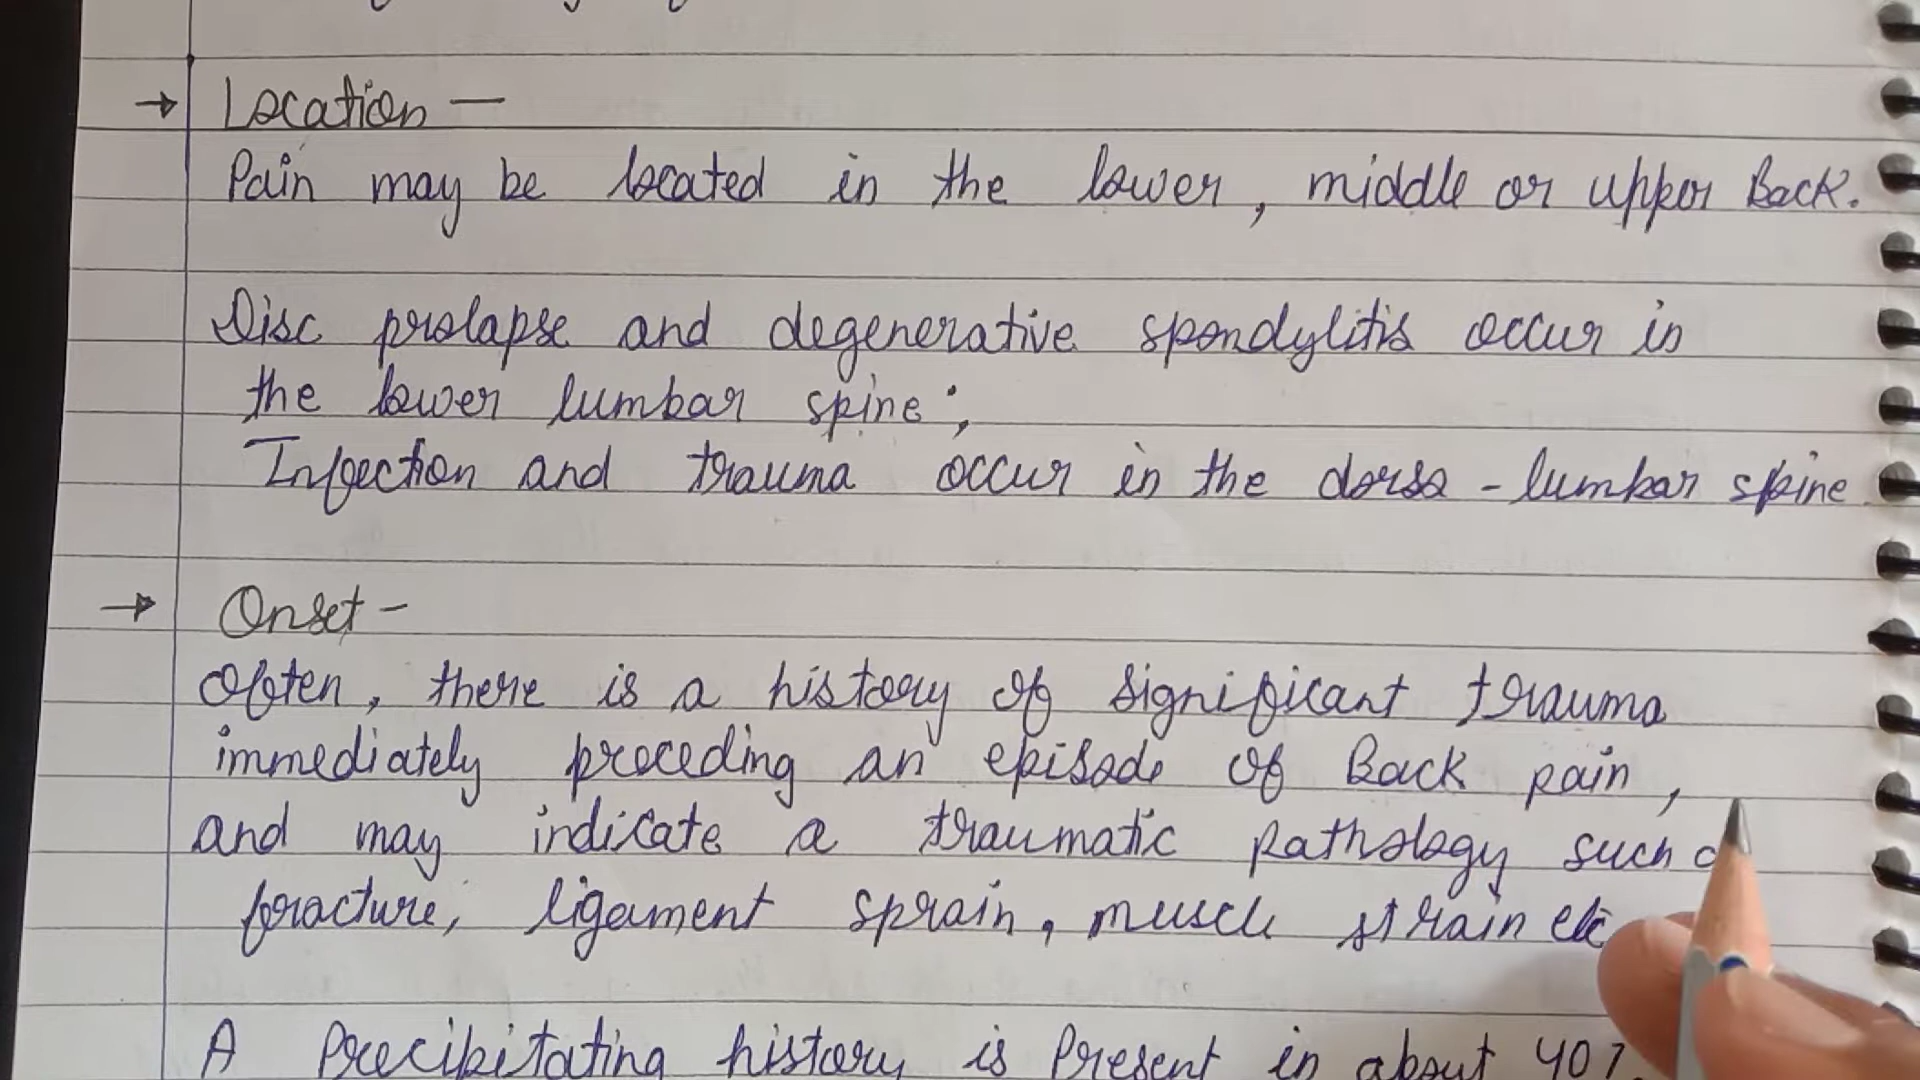 → Location —
Pain may be located in the lower, middle or upper Back.
Disc prolapse and degenerative spondylitis occur in
the lower lumbar spine;
Infection and trauma occur in the dorso - lumbar spine
→ Onset -
Often, there is a history of significant trauma
immediately preceding an episode of Back pain,
and may indicate a traumatic pathology such
fracture, ligament sprain, muscle strain etc
A Precipitating history is Present in about 40%